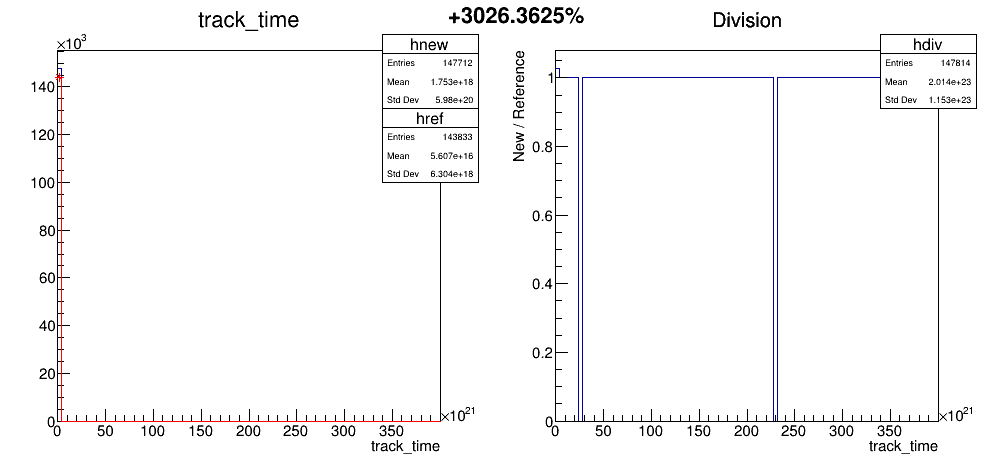 +3026.3625%
track_time
×10³
hnew
Entries 147712
Mean 1.753e+18
Std Dev 5.98e+20
href
Entries 143833
Mean 5.607e+16
Std Dev 6.304e+18
140
120
100
80
60
40
20
0
0 50 100 150 200 250 300 350 ×10²¹
track_time
Division
hdiv
Entries 147814
Mean 2.014e+23
Std Dev 1.153e+23
New / Reference
1
0.8
0.6
0.4
0.2
0
0 50 100 150 200 250 300 350 ×10²¹
track_time